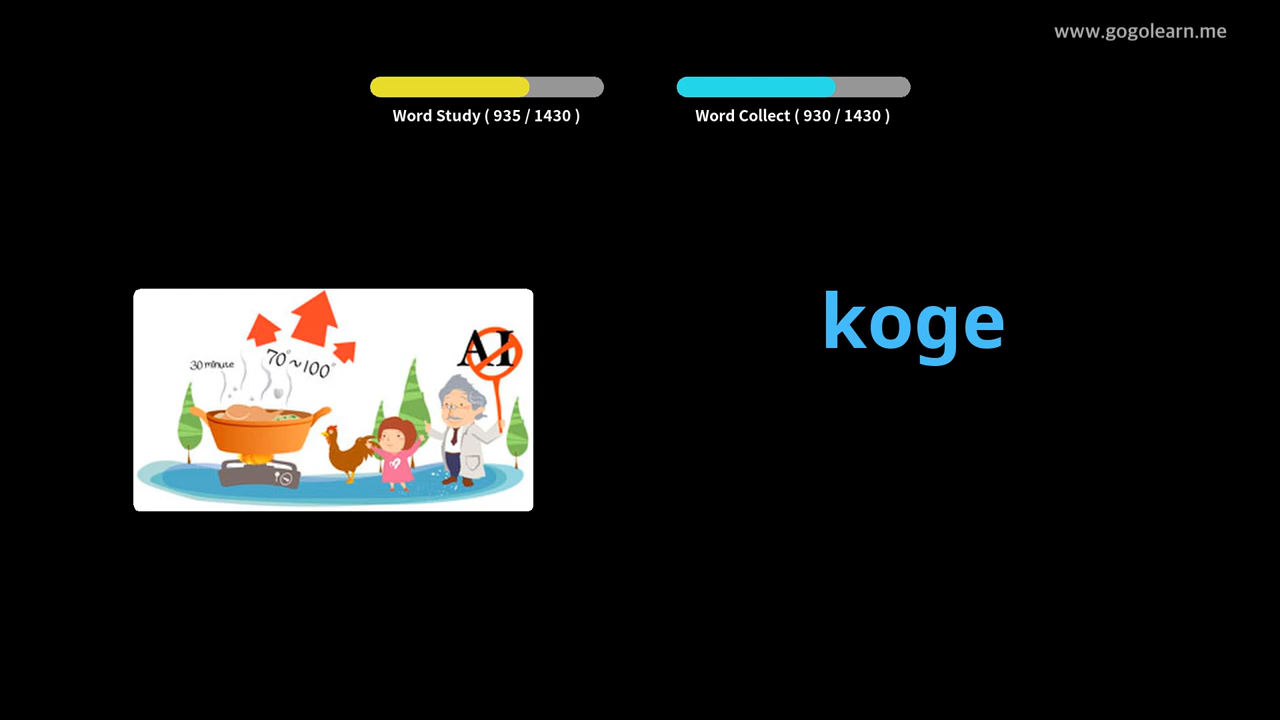 www.gogolearn.me
Word Study ( 935 / 1430 )
Word Collect ( 930 / 1430 )
koge
30 minute
70°~100°
AI